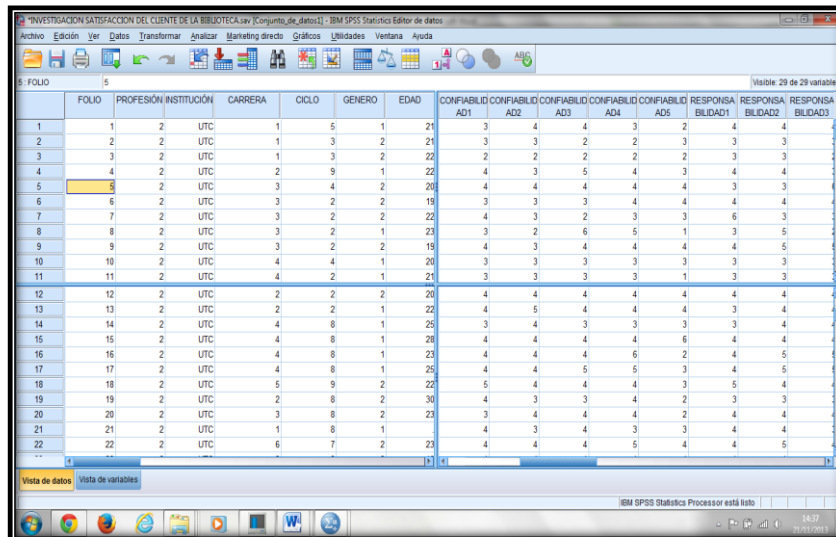 *INVESTIGACION SATISFACCION DEL CLIENTE DE LA BIBLIOTECA.sav [Conjunto_de_datos1] - IBM SPSS Statistics Editor de datos
Archivo Edición Ver Datos Transformar Analizar Marketing directo Gráficos Utilidades Ventana Ayuda
5 : FOLIO 5 Visible: 29 de 29 variable
FOLIO PROFESIÓN INSTITUCIÓN CARRERA CICLO GENERO EDAD CONFIABILID CONFIABILID CONFIABILID CONFIABILID CONFIABILID RESPONSA RESPONSA RESPONSA
AD1 AD2 AD3 AD4 AD5 BILIDAD1 BILIDAD2 BILIDAD3
1 1 2 UTC 1 5 1 21 3 4 4 3 2 4 4
2 2 2 UTC 1 3 2 21 3 2 2 2 3 3 3
3 3 2 UTC 1 3 2 22 2 2 2 2 2 3 3
4 4 2 UTC 2 9 1 22 4 3 5 4 3 4 4
5 5 2 UTC 3 4 2 20 4 4 4 4 4 3 3
6 6 2 UTC 3 2 2 19 3 3 3 4 4 4 4
7 7 2 UTC 3 2 2 22 4 3 2 3 3 6 3
8 8 2 UTC 3 2 1 23 3 2 6 5 1 3 5
9 9 2 UTC 3 2 2 19 4 3 4 4 4 4 5
10 10 2 UTC 4 4 1 20 3 3 3 3 3 3 3
11 11 2 UTC 4 2 1 21 3 3 3 3 1 3 3
12 12 2 UTC 2 2 2 20 4 4 4 4 4 4 4
13 13 2 UTC 2 2 1 22 4 5 4 4 4 3 4
14 14 2 UTC 4 8 1 25 3 4 3 3 3 3 4
15 15 2 UTC 4 8 1 28 4 4 4 4 6 4 4
16 16 2 UTC 4 8 1 23 4 4 4 6 2 4 5
17 17 2 UTC 4 8 1 25 4 4 5 5 3 4 5
18 18 2 UTC 5 9 2 22 5 4 4 4 3 5 4
19 19 2 UTC 2 8 2 30 4 3 3 4 2 3 3
20 20 2 UTC 3 8 2 23 3 4 4 4 2 4 4
21 21 2 UTC 1 8 1 . 4 3 4 3 3 4 4
22 22 2 UTC 6 7 2 23 4 4 4 5 4 4 5
Vista de datos Vista de variables
IBM SPSS Statistics Processor está listo
14:37
21/11/2013